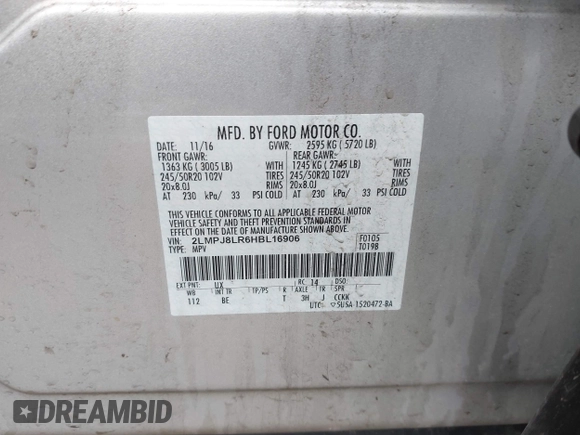 MFD. BY FORD MOTOR CO.
DATE: 11/16 GVWR: 2595 KG ( 5720 LB)
FRONT GAWR: REAR GAWR:
1363 KG ( 3005 LB) WITH 1245 KG ( 2745 LB) WITH
245/50R20 102V TIRES 245/50R20 102V TIRES
20x8.0J RIMS 20x8.0J RIMS
AT 230 kPa/ 33 PSI COLD AT 230 kPa/ 33 PSI COLD
THIS VEHICLE CONFORMS TO ALL APPLICABLE FEDERAL MOTOR
VEHICLE SAFETY AND THEFT PREVENTION STANDARDS IN
EFFECT ON THE DATE OF MANUFACTURE SHOWN ABOVE.
VIN: 2LMPJ8LR6HBL16906 F0105
TYPE: MPV T0198
EXT PNT: UX RC: 14 DSO:
WB INT TR TP/PS R AXLE TR SPR
112 BE T 3H J CCKK
UTC: 5USA-1520472-BA
DREAMBID